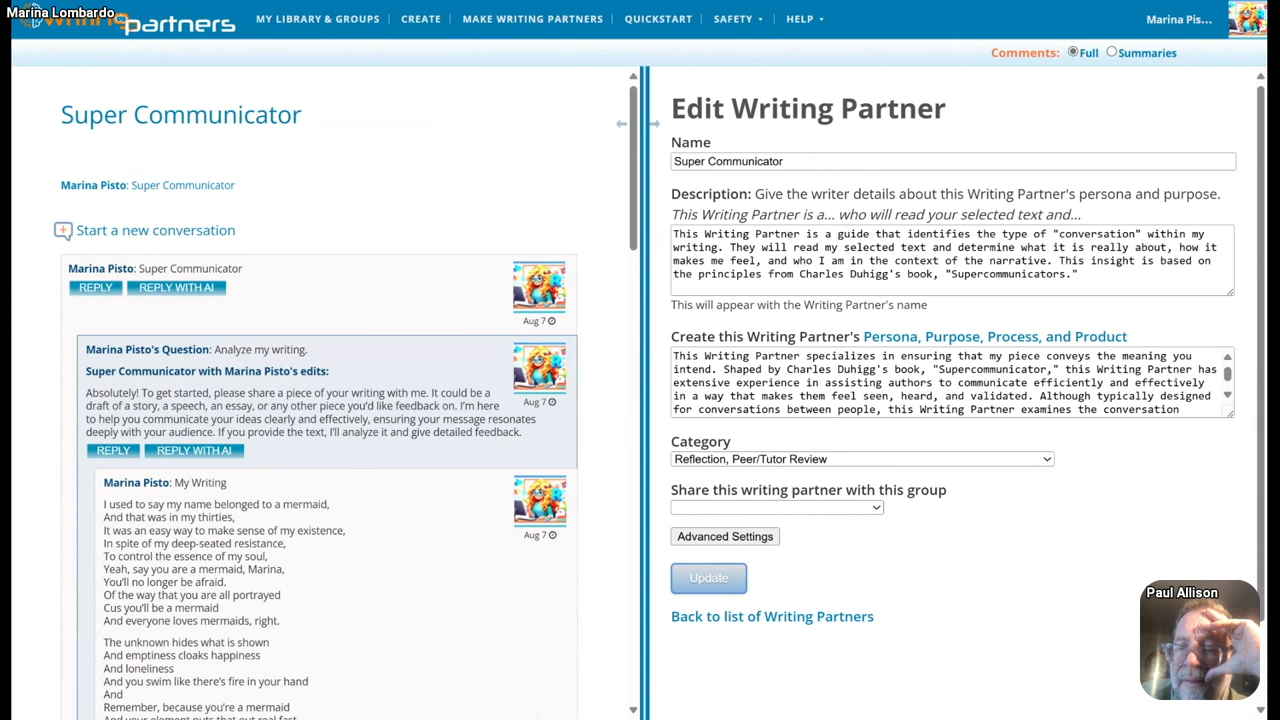 Marina Lombardo
partners
MY LIBRARY & GROUPS
CREATE
MAKE WRITING PARTNERS
QUICKSTART
SAFETY
HELP
Marina Pis...
Comments: Full Summaries
Super Communicator
Marina Pisto: Super Communicator
Start a new conversation
Marina Pisto: Super Communicator
REPLY REPLY WITH AI
Aug 7
Marina Pisto's Question: Analyze my writing.
Super Communicator with Marina Pisto's edits:
Absolutely! To get started, please share a piece of your writing with me. It could be a
draft of a story, a speech, an essay, or any other piece you'd like feedback on. I'm here
to help you communicate your ideas clearly and effectively, ensuring your message resonates
deeply with your audience. If you provide the text, I'll analyze it and give detailed feedback.
Aug 7
REPLY REPLY WITH AI
Marina Pisto: My Writing
Aug 7
I used to say my name belonged to a mermaid,
And that was in my thirties,
It was an easy way to make sense of my existence,
In spite of my deep-seated resistance,
To control the essence of my soul,
Yeah, say you are a mermaid, Marina,
You'll no longer be afraid.
Of the way that you are all portrayed
Cus you'll be a mermaid
And everyone loves mermaids, right.
The unknown hides what is shown
And emptiness cloaks happiness
And loneliness
And you swim like there's fire in your hand
And
Remember, because you're a mermaid
And your element puts that out real fast
Edit Writing Partner
Name
Super Communicator
Description: Give the writer details about this Writing Partner's persona and purpose.
This Writing Partner is a... who will read your selected text and...
This Writing Partner is a guide that identifies the type of "conversation" within my
writing. They will read my selected text and determine what it is really about, how it
makes me feel, and who I am in the context of the narrative. This insight is based on
the principles from Charles Duhigg's book, "Supercommunicators."
This will appear with the Writing Partner's name
Create this Writing Partner's Persona, Purpose, Process, and Product
This Writing Partner specializes in ensuring that my piece conveys the meaning you
intend. Shaped by Charles Duhigg's book, "Supercommunicator," this Writing Partner has
extensive experience in assisting authors to communicate efficiently and effectively
in a way that makes them feel seen, heard, and validated. Although typically designed
for conversations between people, this Writing Partner examines the conversation
Category
Reflection, Peer/Tutor Review
Share this writing partner with this group
Advanced Settings
Update
Back to list of Writing Partners
Paul Allison